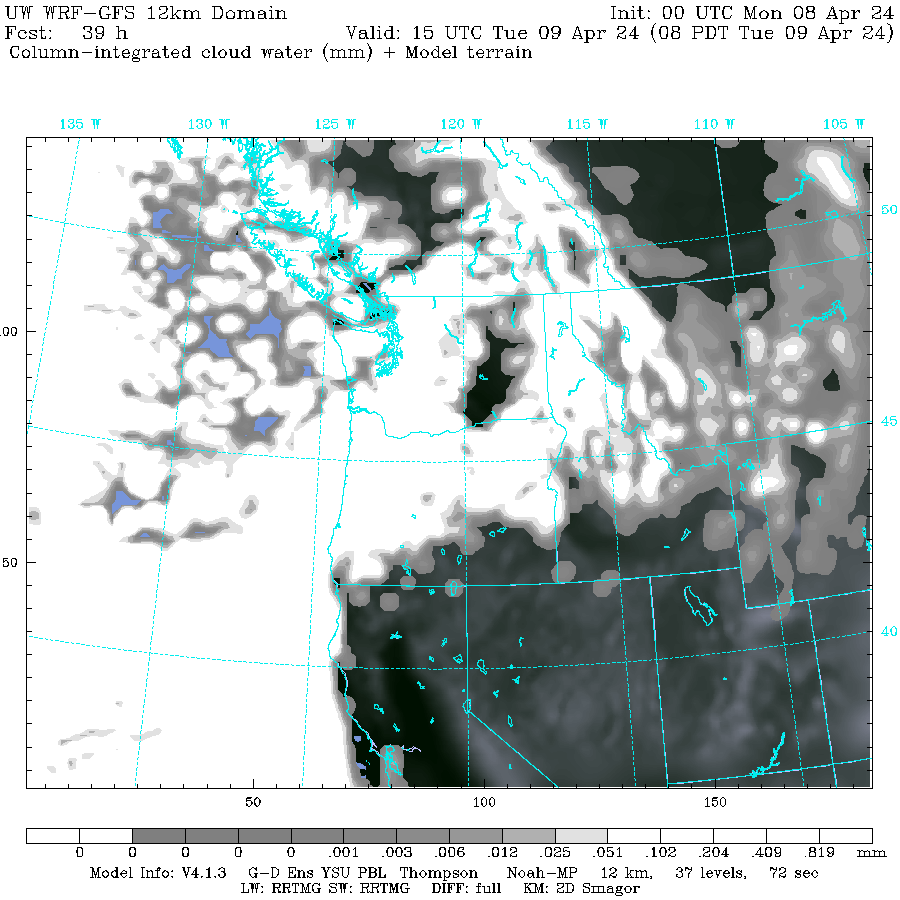 UW WRF-GFS 12km Domain Init: 00 UTC Mon 08 Apr 24
Fcst: 39 h Valid: 15 UTC Tue 09 Apr 24 (08 PDT Tue 09 Apr 24)
Column-integrated cloud water (mm) + Model terrain
135 W 130 W 125 W 120 W 115 W 110 W 105 W
50
00
45
50
40
50 100 150
0 0 0 0 .001 .003 .006 .012 .025 .051 .102 .204 .409 .819 mm
Model Info: V4.1.3 G-D Ens YSU PBL Thompson Noah-MP 12 km, 37 levels, 72 sec
LW: RRTMG SW: RRTMG DIFF: full KM: 2D Smagor